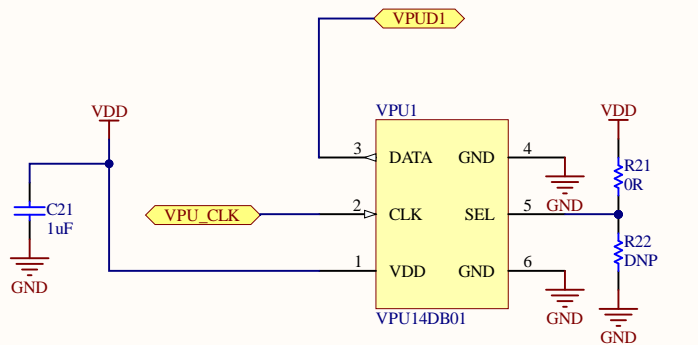 VPUD1
VDD
VPU1
VDD
3 DATA GND 4
R21
0R
C21
1uF
VPU_CLK
2 CLK SEL 5
GND
R22
DNP
1 VDD GND 6
GND
VPU14DB01
GND
GND